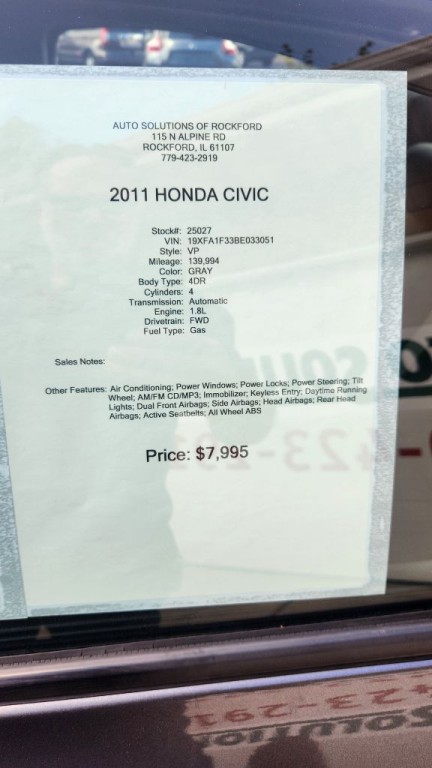 AUTO SOLUTIONS OF ROCKFORD
115 N ALPINE RD
ROCKFORD, IL 61107
779-423-2919
2011 HONDA CIVIC
Stock#: 25027
VIN: 19XFA1F33BE033051
Style: VP
Mileage: 139,994
Color: GRAY
Body Type: 4DR
Cylinders: 4
Transmission: Automatic
Engine: 1.8L
Drivetrain: FWD
Fuel Type: Gas
Sales Notes:
Other Features: Air Conditioning; Power Windows; Power Locks; Power Steering; Tilt
Wheel; AM/FM CD/MP3; Immobilizer; Keyless Entry; Daytime Running
Lights; Dual Front Airbags; Side Airbags; Head Airbags; Rear Head
Airbags; Active Seatbelts; All Wheel ABS
Price: $7,995